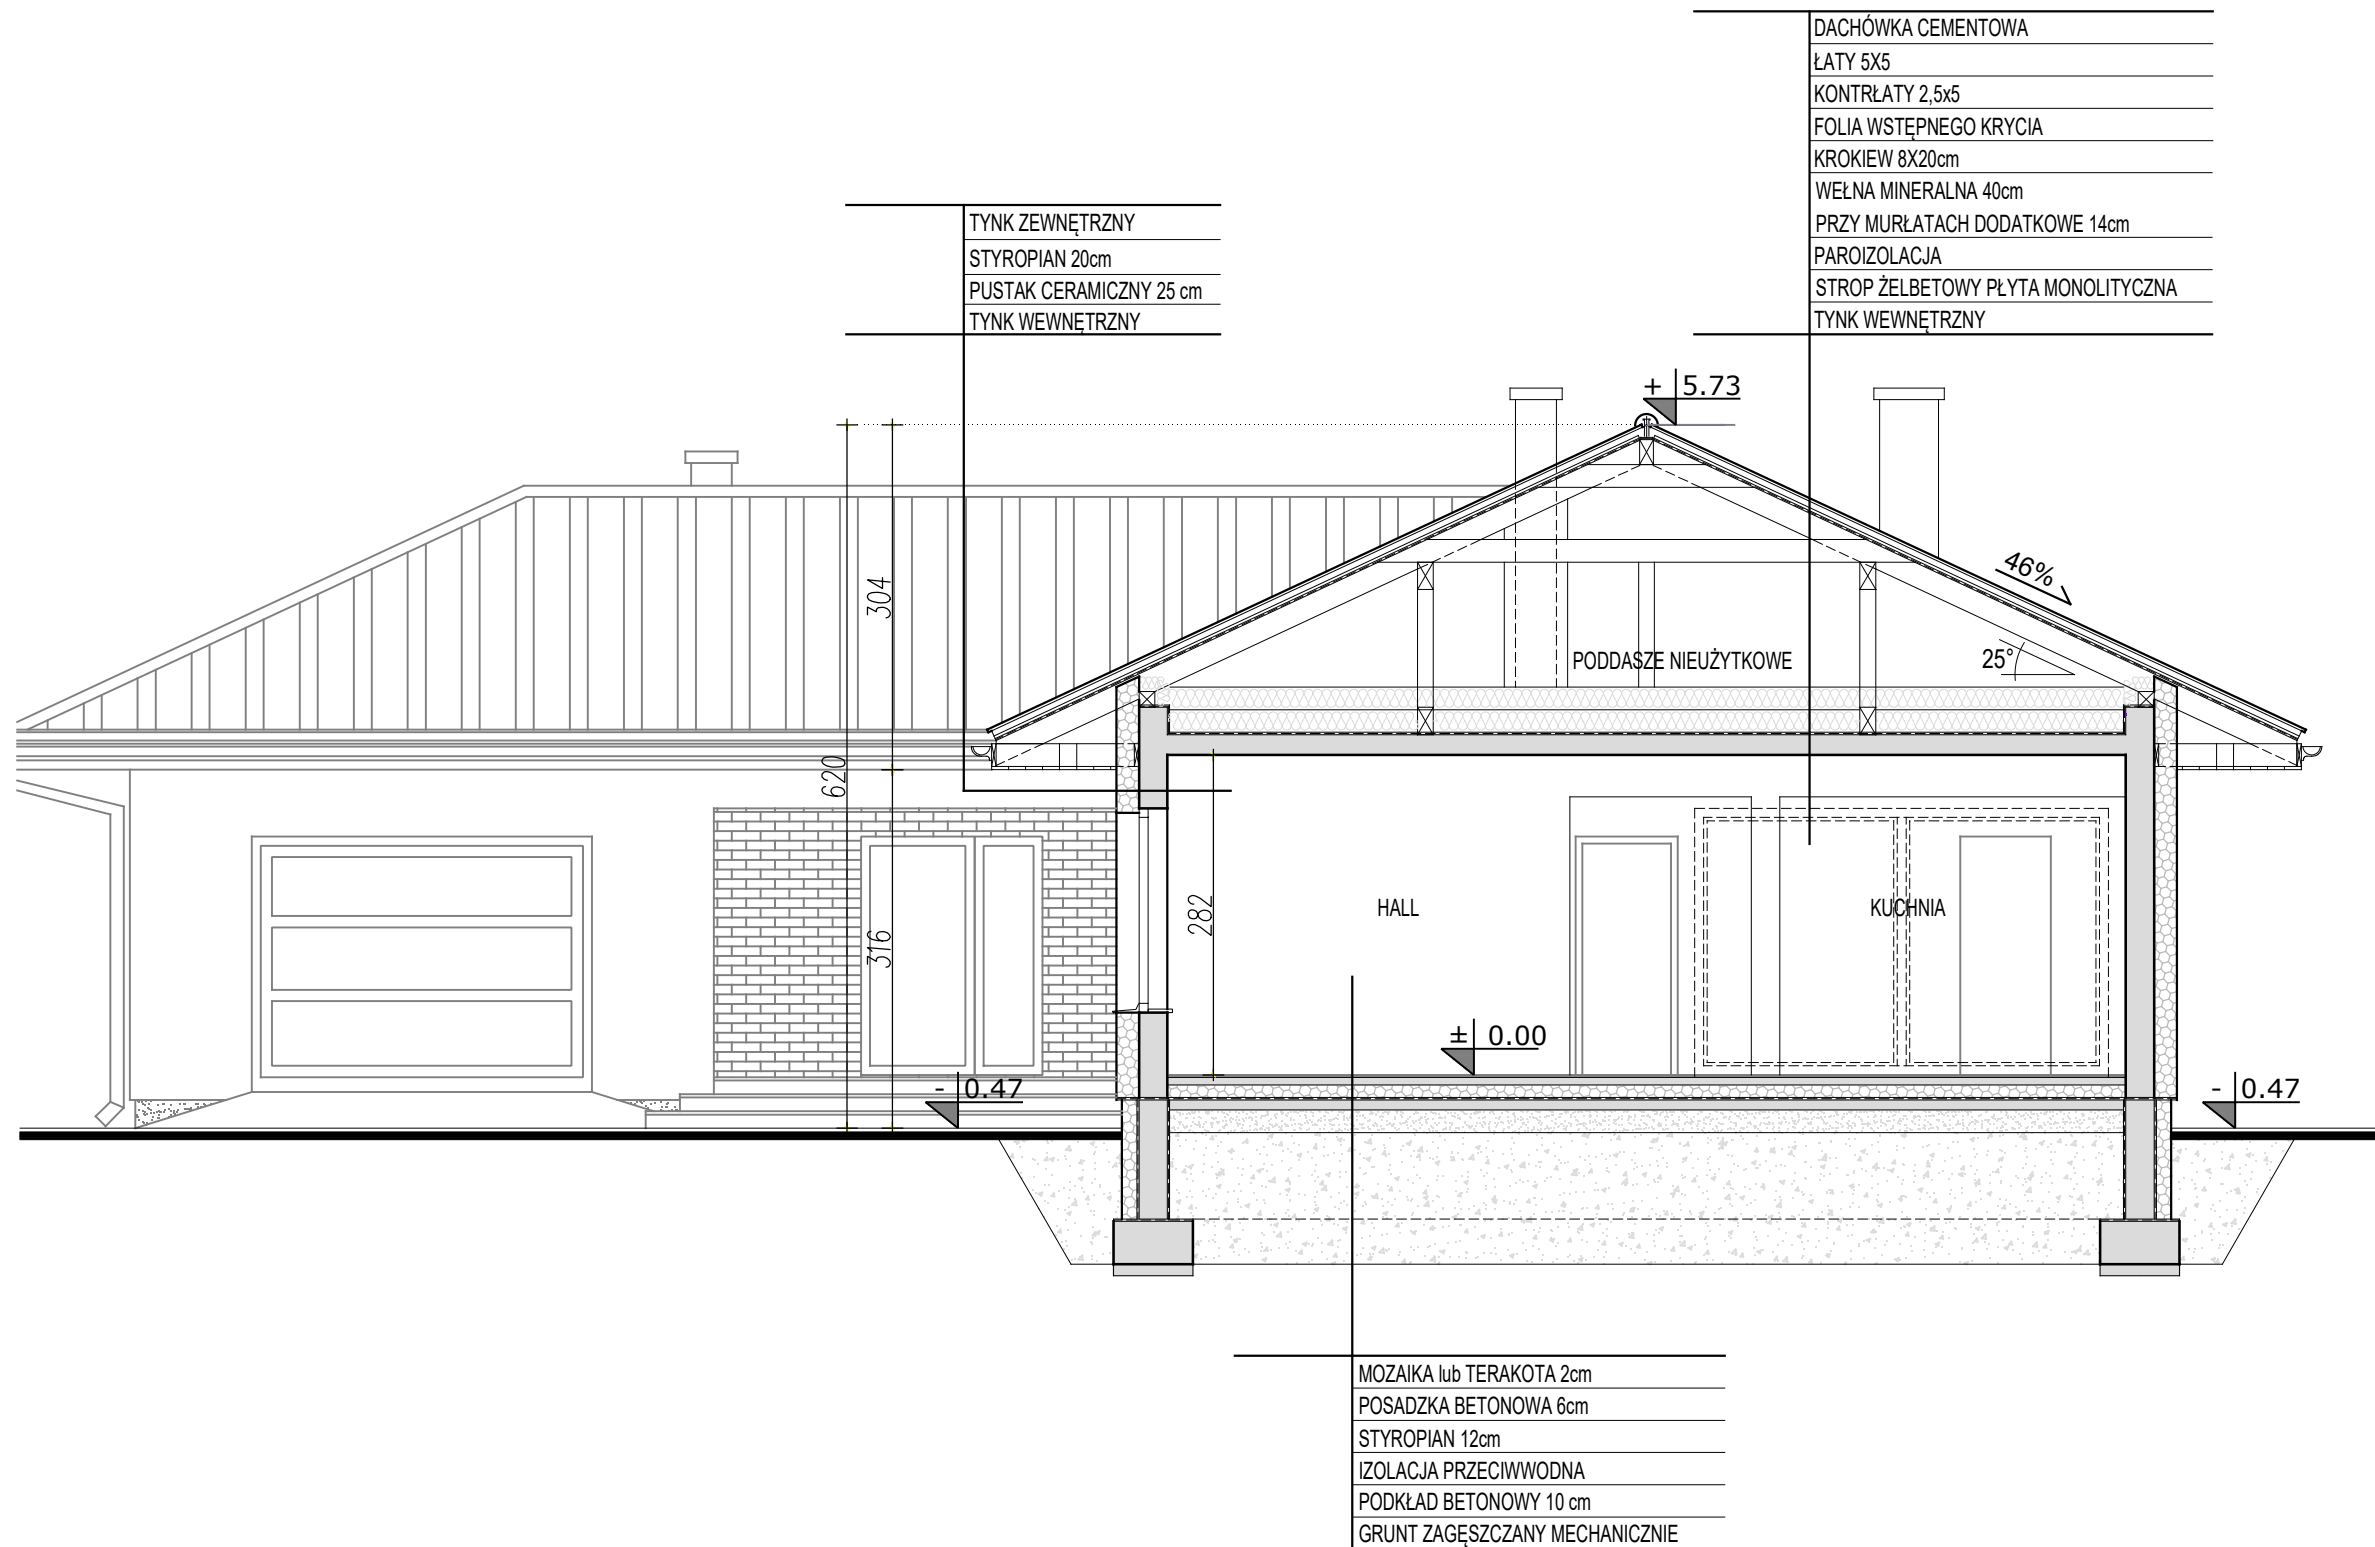 DACHÓWKA CEMENTOWA
ŁATY 5X5
KONTRŁATY 2,5x5
FOLIA WSTĘPNEGO KRYCIA
KROKIEW 8X20cm
WEŁNA MINERALNA 40cm
PRZY MURŁATACH DODATKOWE 14cm
PAROIZOLACJA
STROP ŻELBETOWY PŁYTA MONOLITYCZNA
TYNK WEWNĘTRZNY
TYNK ZEWNĘTRZNY
STYROPIAN 20cm
PUSTAK CERAMICZNY 25 cm
TYNK WEWNĘTRZNY
+ 5.73
46%
304
PODDASZE NIEUŻYTKOWE
25°
620
316
282
HALL
KUCHNIA
± 0.00
- 0.47
- 0.47
MOZAIKA lub TERAKOTA 2cm
POSADZKA BETONOWA 6cm
STYROPIAN 12cm
IZOLACJA PRZECIWWODNA
PODKŁAD BETONOWY 10 cm
GRUNT ZAGĘSZCZANY MECHANICZNIE